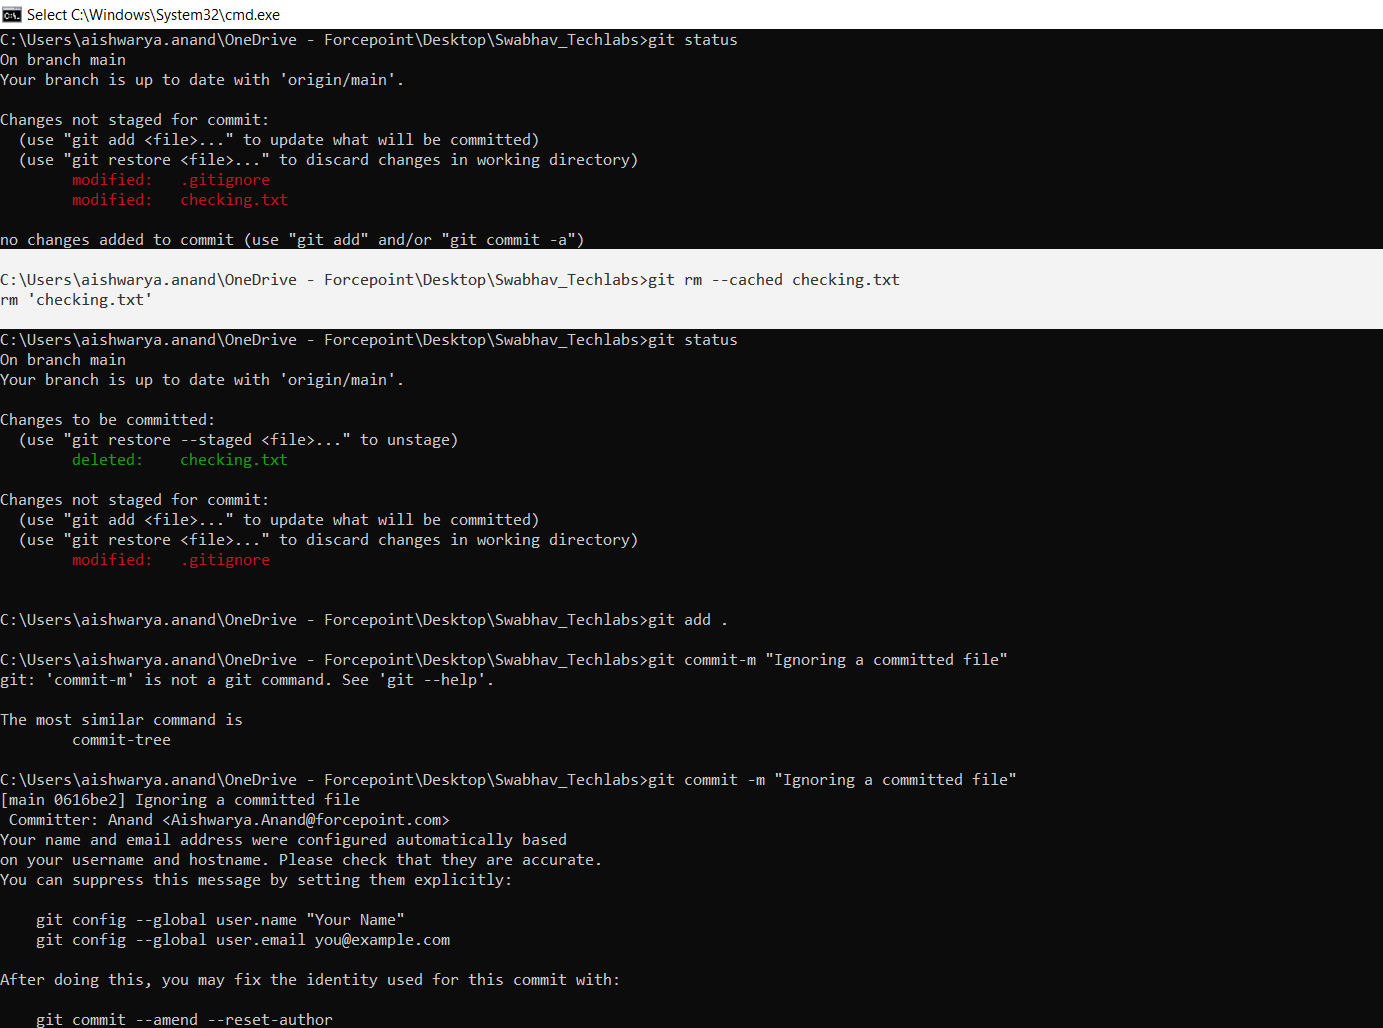 Select C:\Windows\System32\cmd.exe
C:\Users\aishwarya.anand\OneDrive - Forcepoint\Desktop\Swabhav_Techlabs>git status
On branch main
Your branch is up to date with 'origin/main'.
Changes not staged for commit:
  (use "git add <file>..." to update what will be committed)
  (use "git restore <file>..." to discard changes in working directory)
        modified:   .gitignore
        modified:   checking.txt
no changes added to commit (use "git add" and/or "git commit -a")
C:\Users\aishwarya.anand\OneDrive - Forcepoint\Desktop\Swabhav_Techlabs>git rm --cached checking.txt
rm 'checking.txt'
C:\Users\aishwarya.anand\OneDrive - Forcepoint\Desktop\Swabhav_Techlabs>git status
On branch main
Your branch is up to date with 'origin/main'.
Changes to be committed:
  (use "git restore --staged <file>..." to unstage)
        deleted:    checking.txt
Changes not staged for commit:
  (use "git add <file>..." to update what will be committed)
  (use "git restore <file>..." to discard changes in working directory)
        modified:   .gitignore
C:\Users\aishwarya.anand\OneDrive - Forcepoint\Desktop\Swabhav_Techlabs>git add .
C:\Users\aishwarya.anand\OneDrive - Forcepoint\Desktop\Swabhav_Techlabs>git commit-m "Ignoring a committed file"
git: 'commit-m' is not a git command. See 'git --help'.
The most similar command is
        commit-tree
C:\Users\aishwarya.anand\OneDrive - Forcepoint\Desktop\Swabhav_Techlabs>git commit -m "Ignoring a committed file"
[main 0616be2] Ignoring a committed file
 Committer: Anand <Aishwarya.Anand@forcepoint.com>
Your name and email address were configured automatically based
on your username and hostname. Please check that they are accurate.
You can suppress this message by setting them explicitly:
    git config --global user.name "Your Name"
    git config --global user.email you@example.com
After doing this, you may fix the identity used for this commit with:
    git commit --amend --reset-author